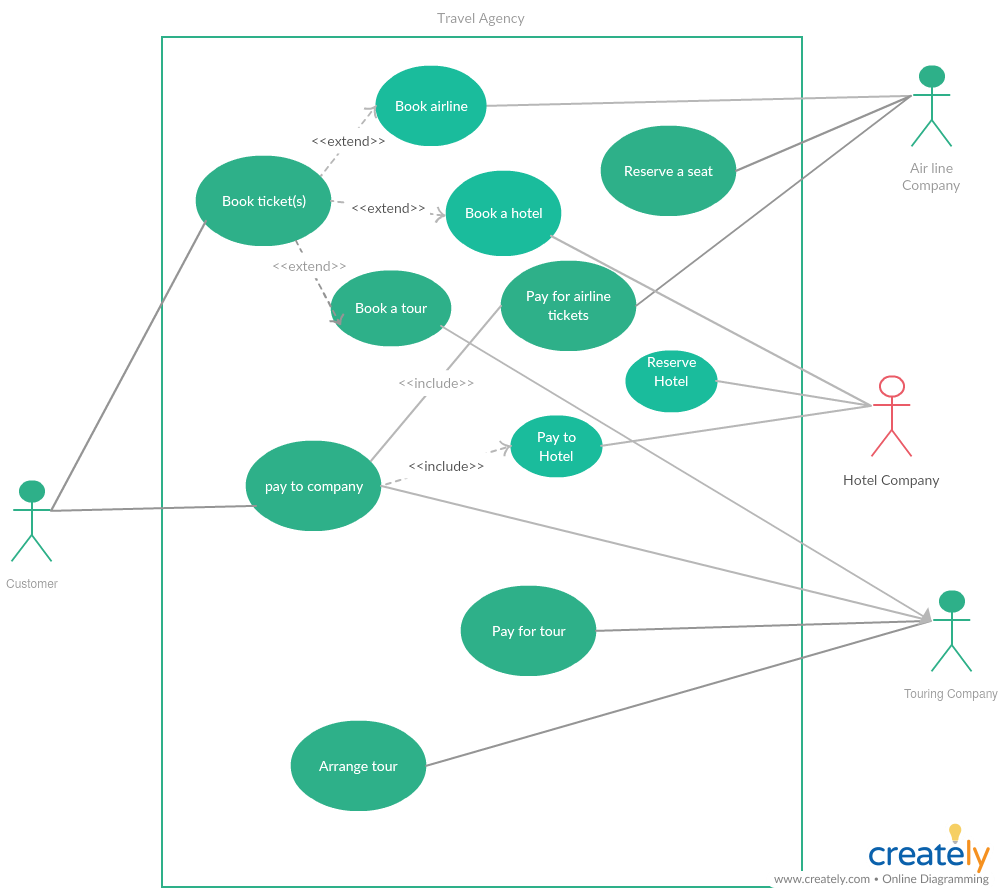 Travel Agency
Book airline
<<extend>>
Reserve a seat
Air line
Company
Book ticket(s)
<<extend>>
Book a hotel
<<extend>>
Book a tour
Pay for airline
tickets
Reserve
Hotel
<<include>>
Pay to
Hotel
<<include>>
pay to company
Hotel Company
Customer
Pay for tour
Touring Company
Arrange tour
creately
www.creately.com • Online Diagramming